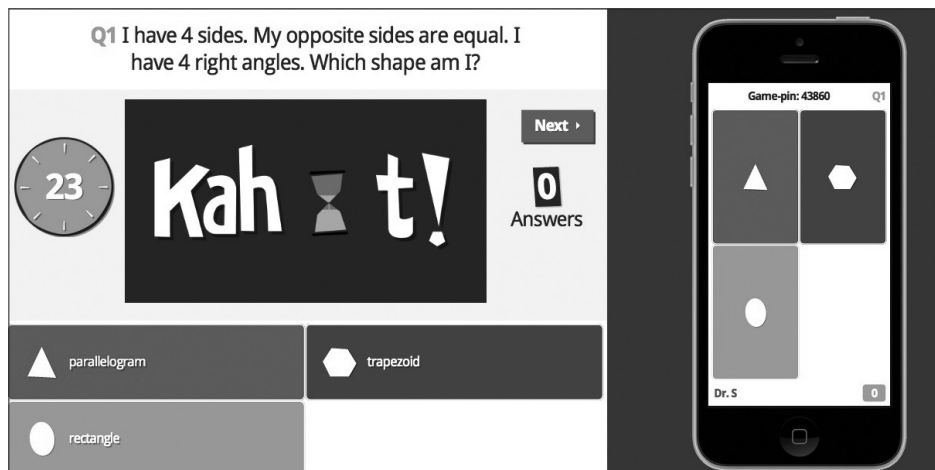 Q1 I have 4 sides. My opposite sides are equal. I
have 4 right angles. Which shape am I?
23
Kah t!
Next
0
Answers
parallelogram
trapezoid
rectangle
Game-pin: 43860 Q1
Dr. S 0